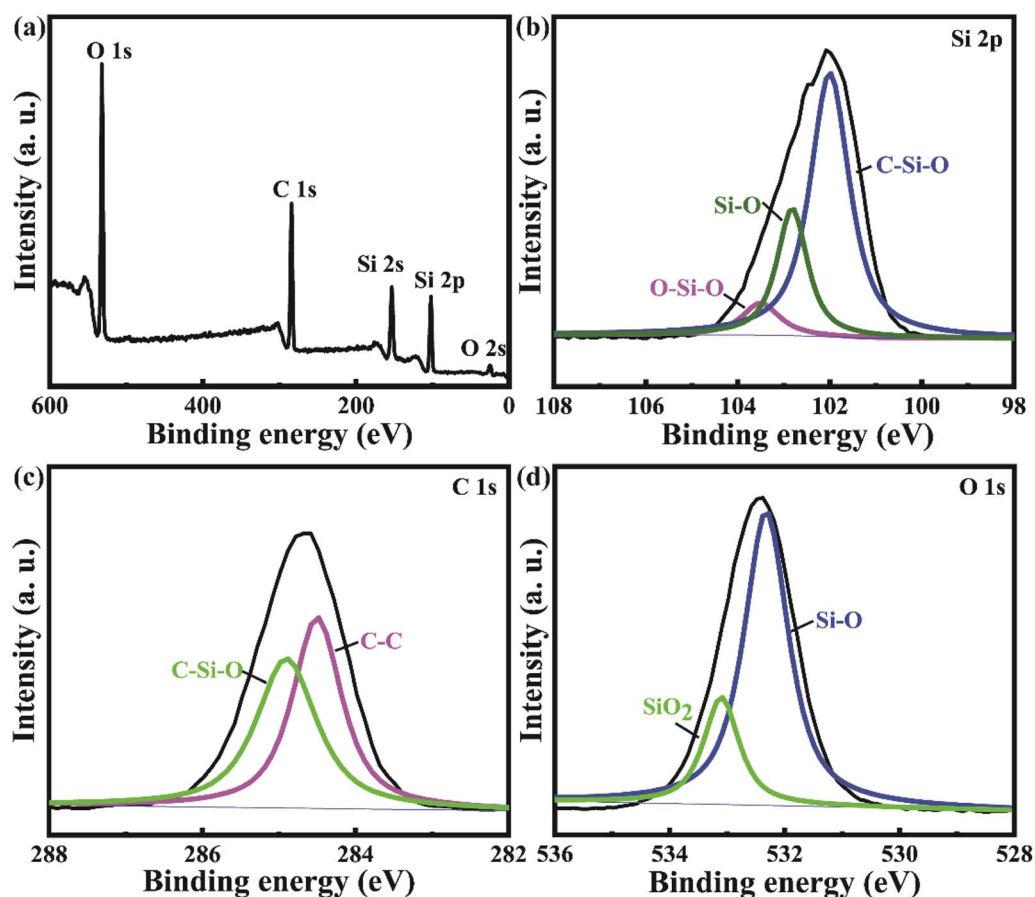 (a)
O 1s
C 1s
Si 2s
Si 2p
O 2s
Intensity (a. u.)
600 400 200 0
Binding energy (eV)
(b)
Si 2p
C-Si-O
Si-O
O-Si-O
Intensity (a. u.)
108 106 104 102 100 98
Binding energy (eV)
(c)
C 1s
C-C
C-Si-O
Intensity (a. u.)
288 286 284 282
Binding energy (eV)
(d)
O 1s
Si-O
SiO2
Intensity (a. u.)
536 534 532 530 528
Binding energy (eV)